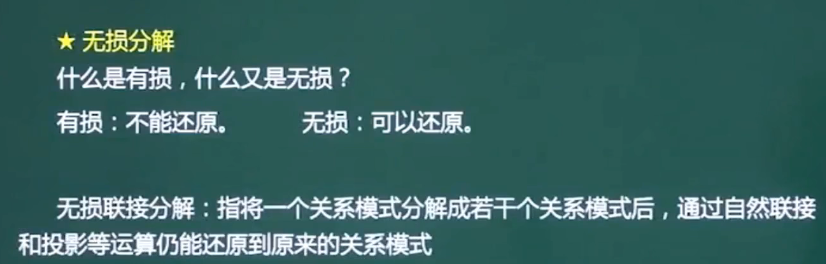 ★ 无损分解
什么是有损，什么又是无损？
有损：不能还原。 无损：可以还原。
无损联接分解：指将一个关系模式分解成若干个关系模式后，通过自然联接
和投影等运算仍能还原到原来的关系模式